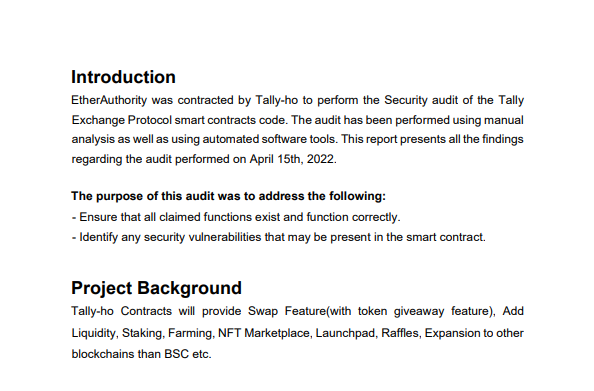 Introduction
EtherAuthority was contracted by Tally-ho to perform the Security audit of the Tally
Exchange Protocol smart contracts code. The audit has been performed using manual
analysis as well as using automated software tools. This report presents all the findings
regarding the audit performed on April 15th, 2022.
The purpose of this audit was to address the following:
- Ensure that all claimed functions exist and function correctly.
- Identify any security vulnerabilities that may be present in the smart contract.
Project Background
Tally-ho Contracts will provide Swap Feature(with token giveaway feature), Add
Liquidity, Staking, Farming, NFT Marketplace, Launchpad, Raffles, Expansion to other
blockchains than BSC etc.